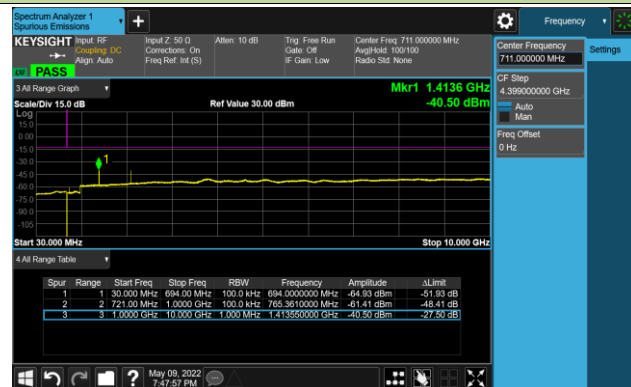 Spectrum Analyzer 1
Spurious Emissions
Frequency
KEYSIGHT
Input: RF
Coupling: DC
Align: Auto
Input Z: 50 Ω
Corrections: On
Freq Ref: Int (S)
Atten: 10 dB
Trig: Free Run
Gate: Off
IF Gain: Low
Center Freq: 711.000000 MHz
Avg|Hold: 100/100
Radio Std: None
PASS
Center Frequency
711.000000 MHz
Settings
CF Step
4.399000000 GHz
Auto
Man
Freq Offset
0 Hz
3 All Range Graph
Mkr1 1.4136 GHz
Scale/Div 15.0 dB
Ref Value 30.00 dBm
-40.50 dBm
Log
15.0
0.00
-15.0
-30.0
-45.0
-60.0
-75.0
-90.0
-105
1
Start 30.000 MHz
Stop 10.000 GHz
4 All Range Table
Spur Range Start Freq Stop Freq RBW Frequency Amplitude ΔLimit
1 1 30.000 MHz 694.00 MHz 100.0 kHz 694.0000000 MHz -64.93 dBm -51.93 dB
2 2 721.00 MHz 1.0000 GHz 100.0 kHz 765.3610000 MHz -61.41 dBm -48.41 dB
3 3 1.0000 GHz 10.000 GHz 1.000 MHz 1.413550000 GHz -40.50 dBm -27.50 dB
?
May 09, 2022
7:47:57 PM